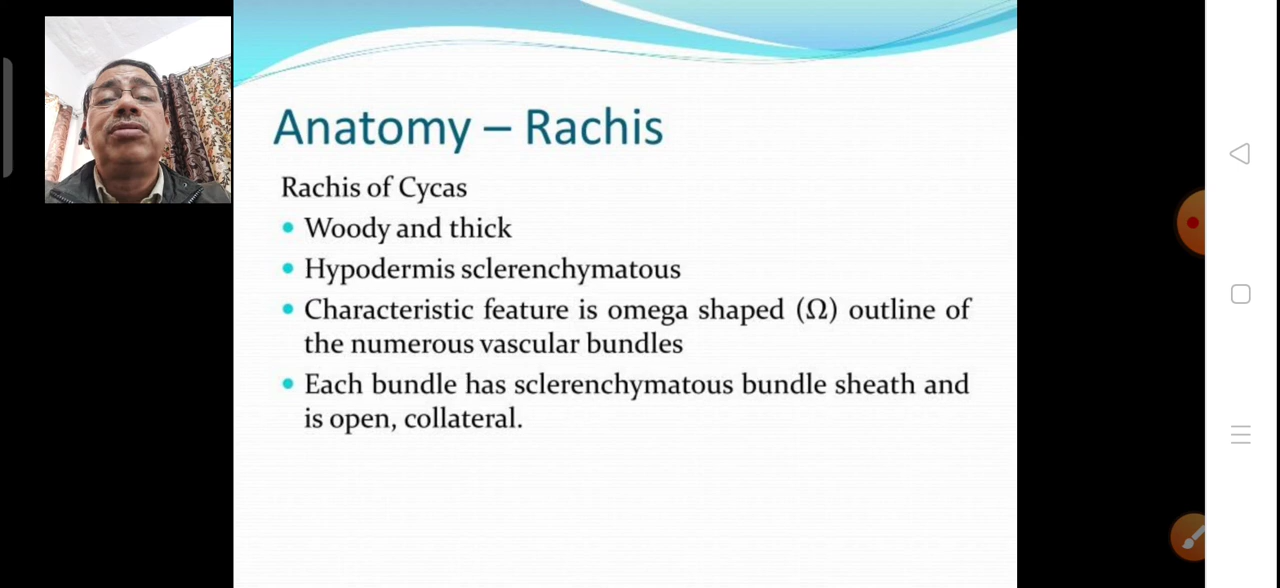 Anatomy – Rachis
Rachis of Cycas
Woody and thick
Hypodermis sclerenchymatous
Characteristic feature is omega shaped (Ω) outline of
the numerous vascular bundles
Each bundle has sclerenchymatous bundle sheath and
is open, collateral.